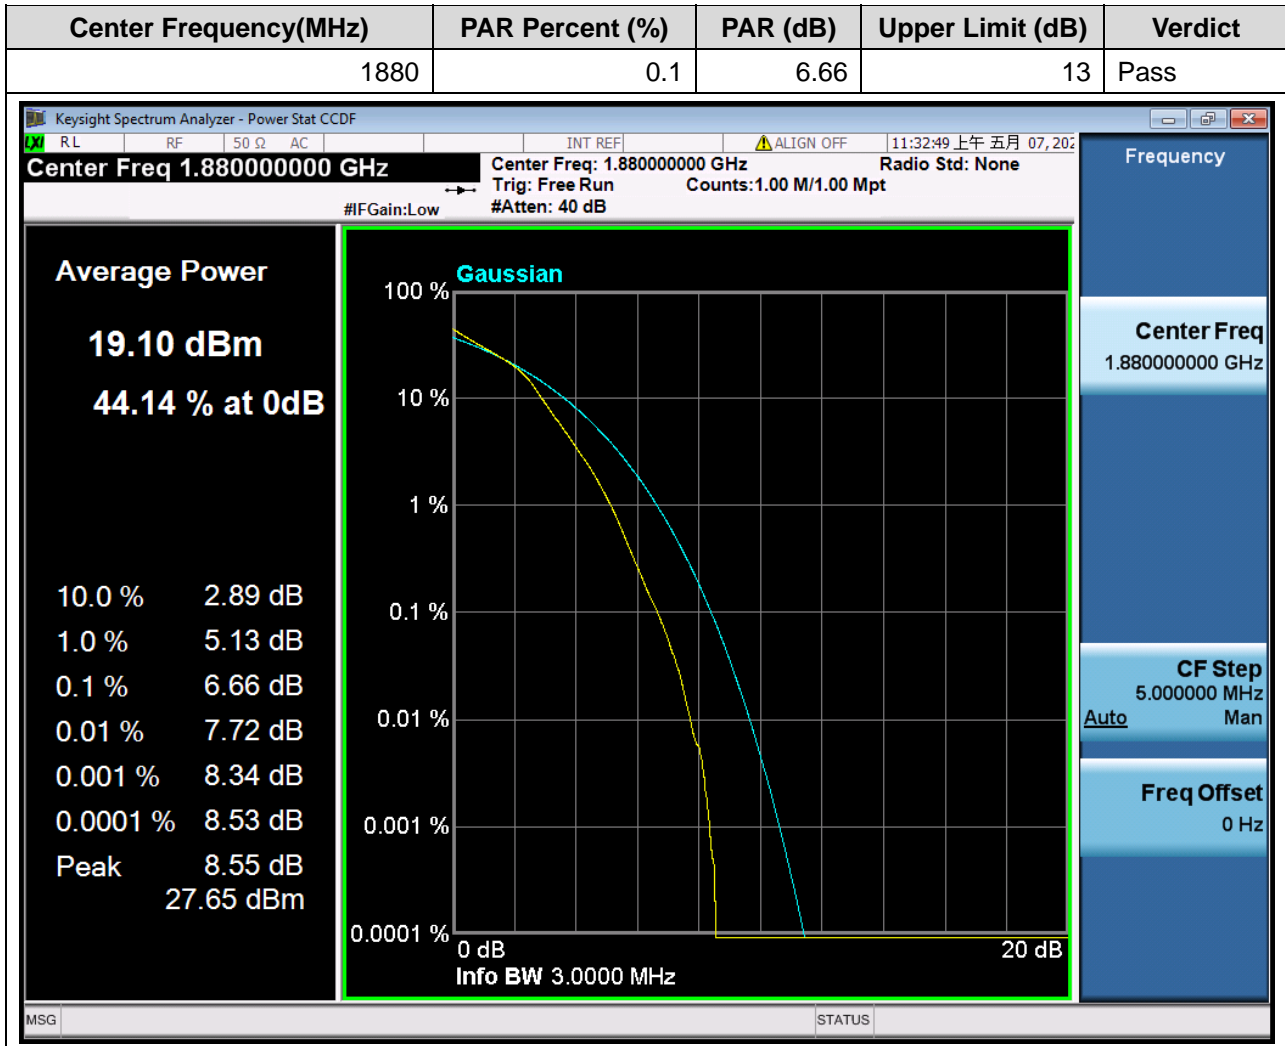 Center Frequency(MHz) PAR Percent (%) PAR (dB) Upper Limit (dB) Verdict
1880 0.1 6.66 13 Pass
Keysight Spectrum Analyzer - Power Stat CCDF
LXI RL RF 50 Ω AC INT REF ALIGN OFF 11:32:49 上午 五月 07, 202
Center Freq 1.880000000 GHz
#IFGain:Low
Center Freq: 1.880000000 GHz Radio Std: None
Trig: Free Run Counts:1.00 M/1.00 Mpt
#Atten: 40 dB
Average Power
19.10 dBm
44.14 % at 0dB
10.0 % 2.89 dB
1.0 % 5.13 dB
0.1 % 6.66 dB
0.01 % 7.72 dB
0.001 % 8.34 dB
0.0001 % 8.53 dB
Peak 8.55 dB
27.65 dBm
Gaussian
100 %
10 %
1 %
0.1 %
0.01 %
0.001 %
0.0001 %
0 dB 20 dB
Info BW 3.0000 MHz
Frequency
Center Freq
1.880000000 GHz
CF Step
5.000000 MHz
Auto Man
Freq Offset
0 Hz
MSG STATUS